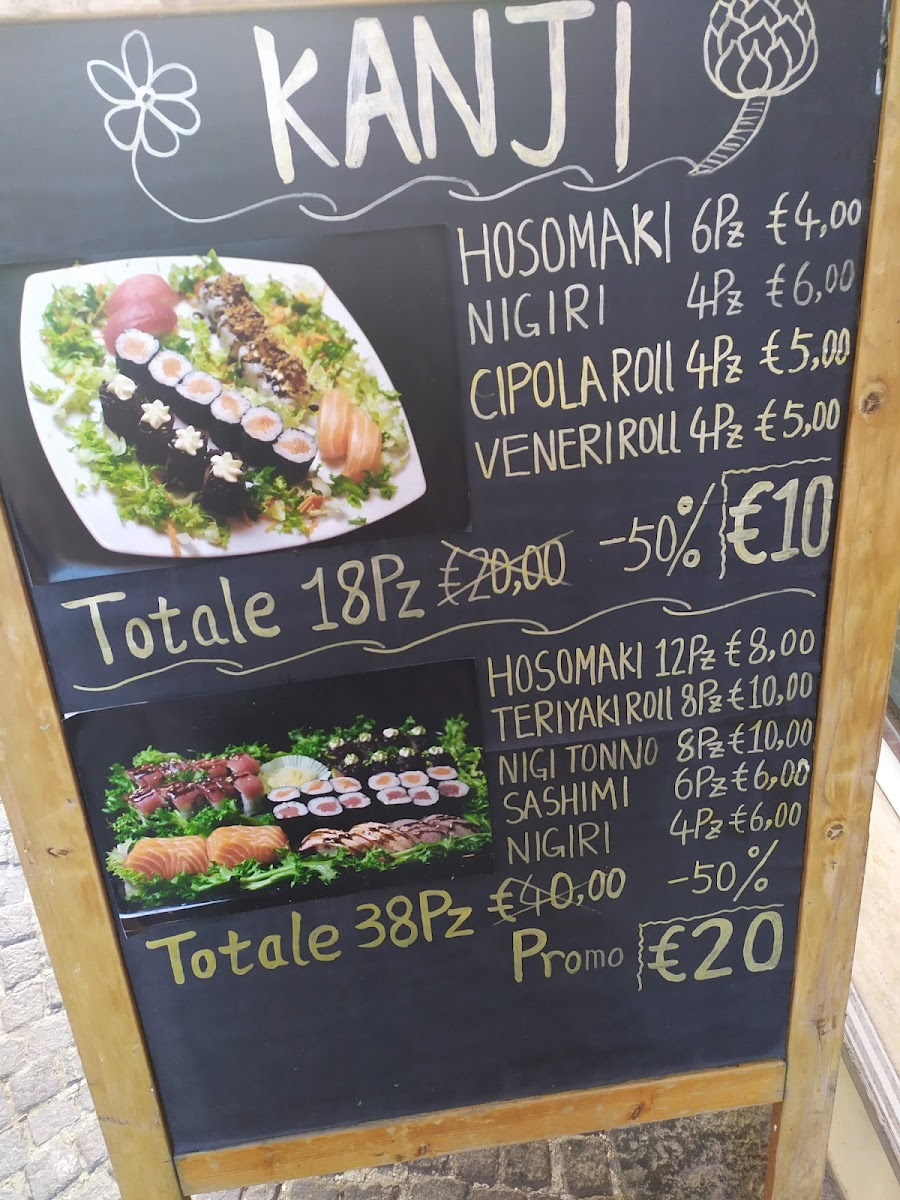 KANJI
HOSOMAKI 6Pz €4,00
NIGIRI 4Pz €6,00
CIPOLA ROLL 4Pz €5,00
VENERI ROLL 4Pz €5,00
Totale 18Pz €20,00 -50% €10
HOSOMAKI 12Pz €8,00
TERIYAKI ROLL 8Pz €10,00
NIGI TONNO 8Pz €10,00
SASHIMI 6Pz €6,00
NIGIRI 4Pz €6,00
Totale 38Pz €40,00 -50%
Promo €20